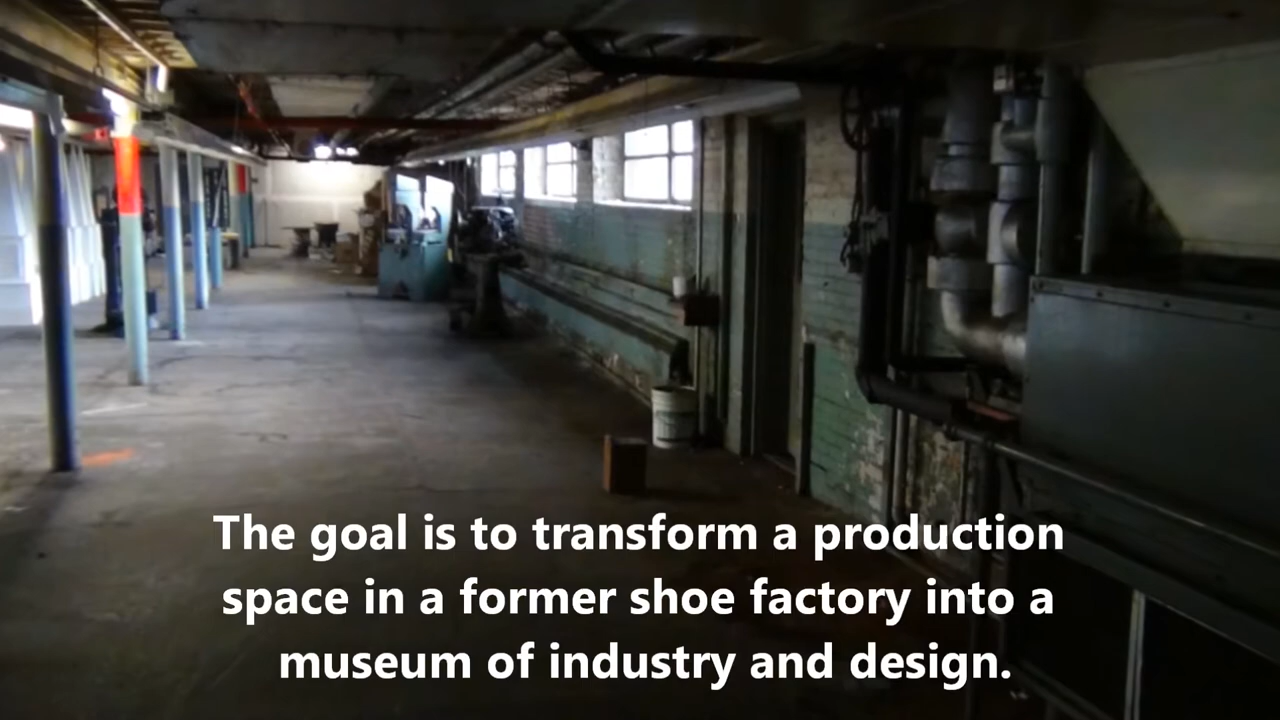 The goal is to transform a production
space in a former shoe factory into a
museum of industry and design.